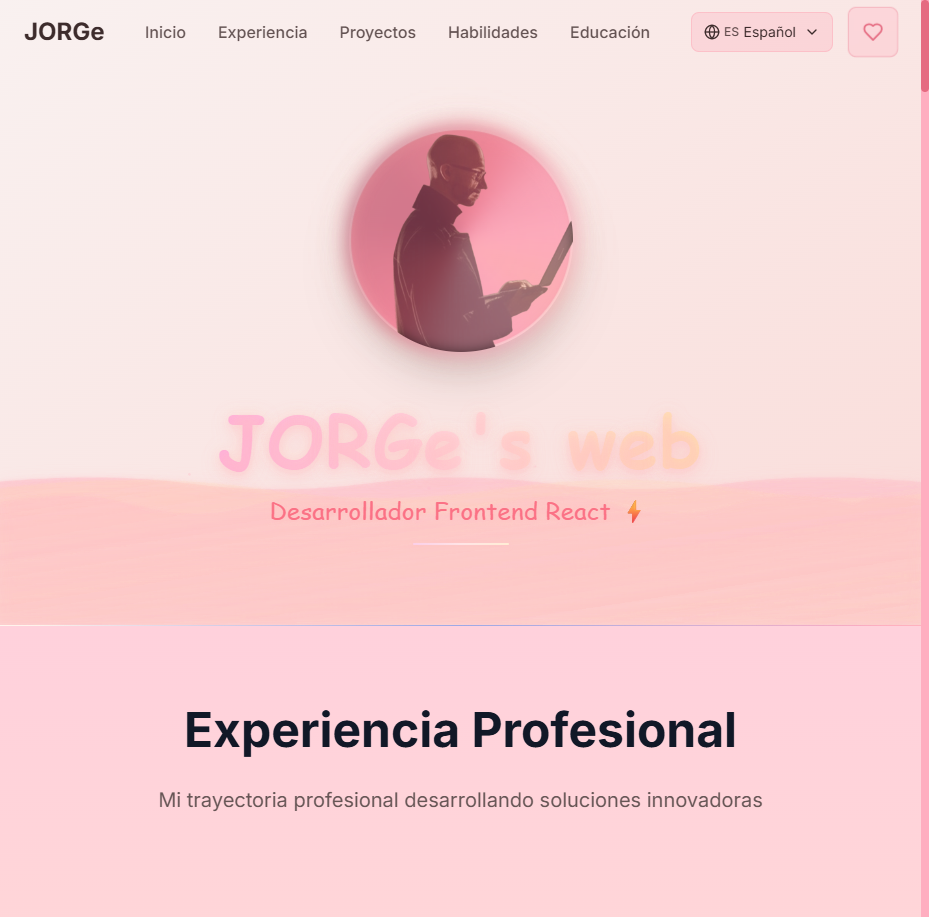 JORGe
Inicio
Experiencia
Proyectos
Habilidades
Educación
ES Español
JORGe's web
Desarrollador Frontend React ⚡
Experiencia Profesional
Mi trayectoria profesional desarrollando soluciones innovadoras